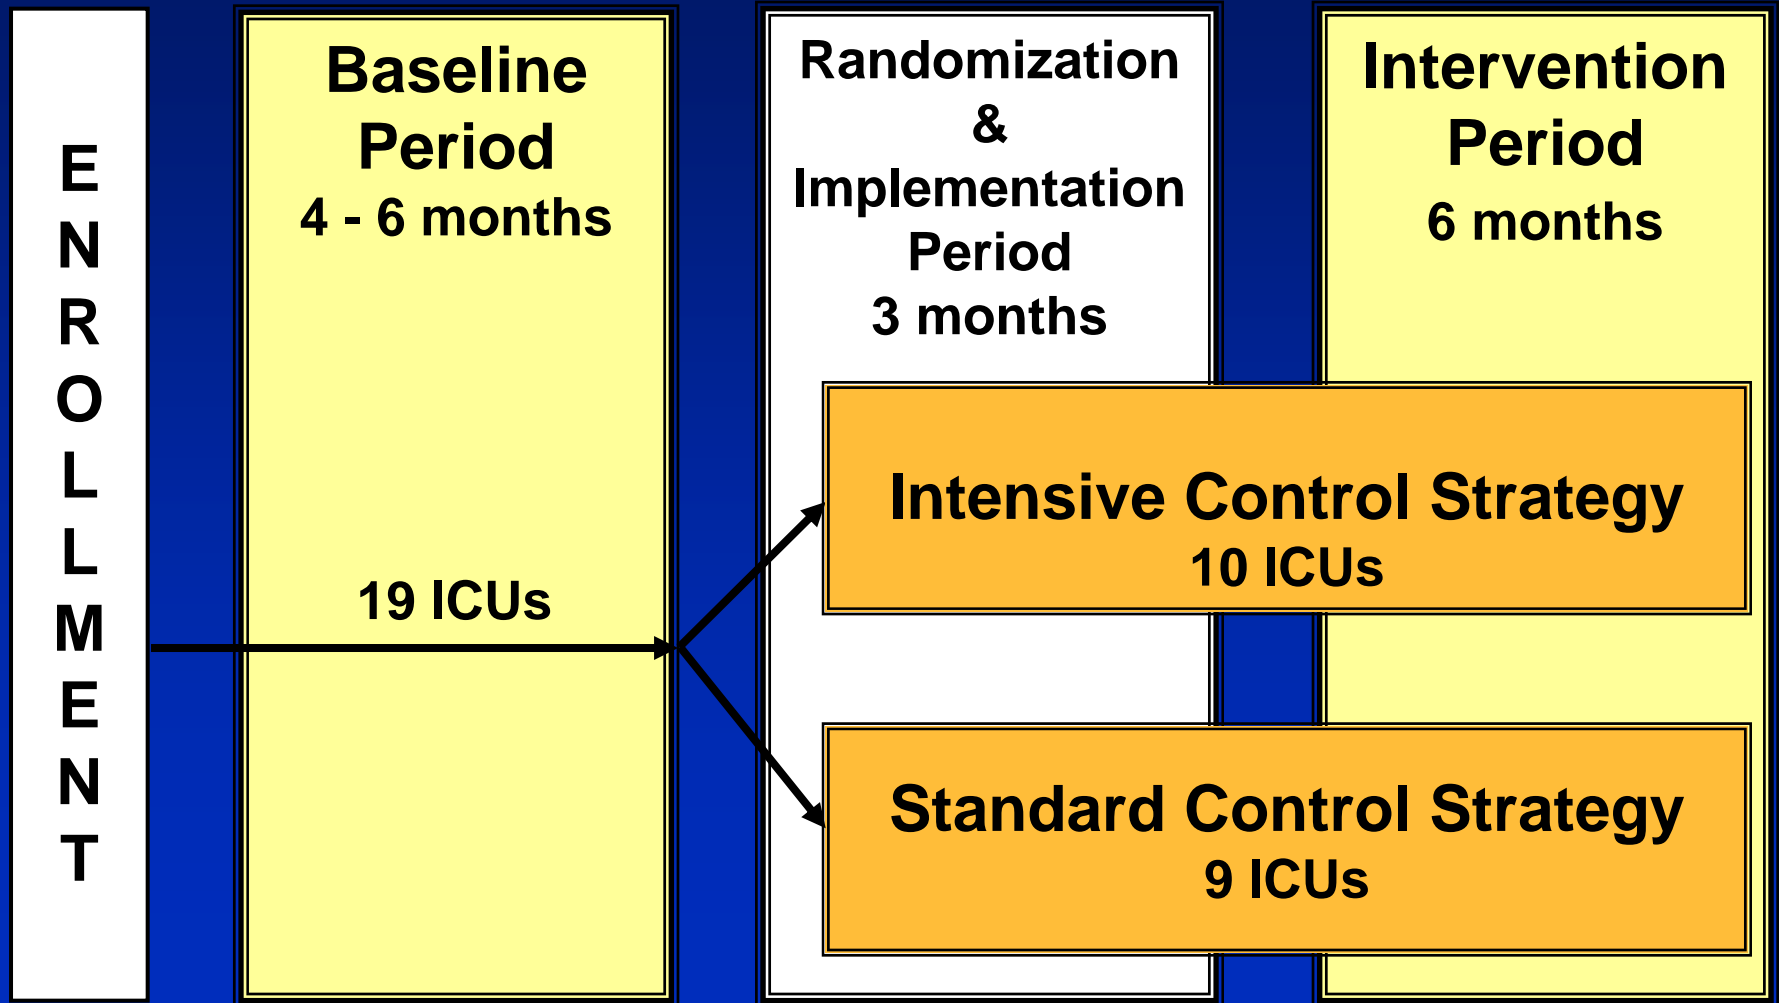 ENROLLMENT
Baseline
Period
4 - 6 months
19 ICUs
Randomization
&
Implementation
Period
3 months
Intervention
Period
6 months
Intensive Control Strategy
10 ICUs
Standard Control Strategy
9 ICUs